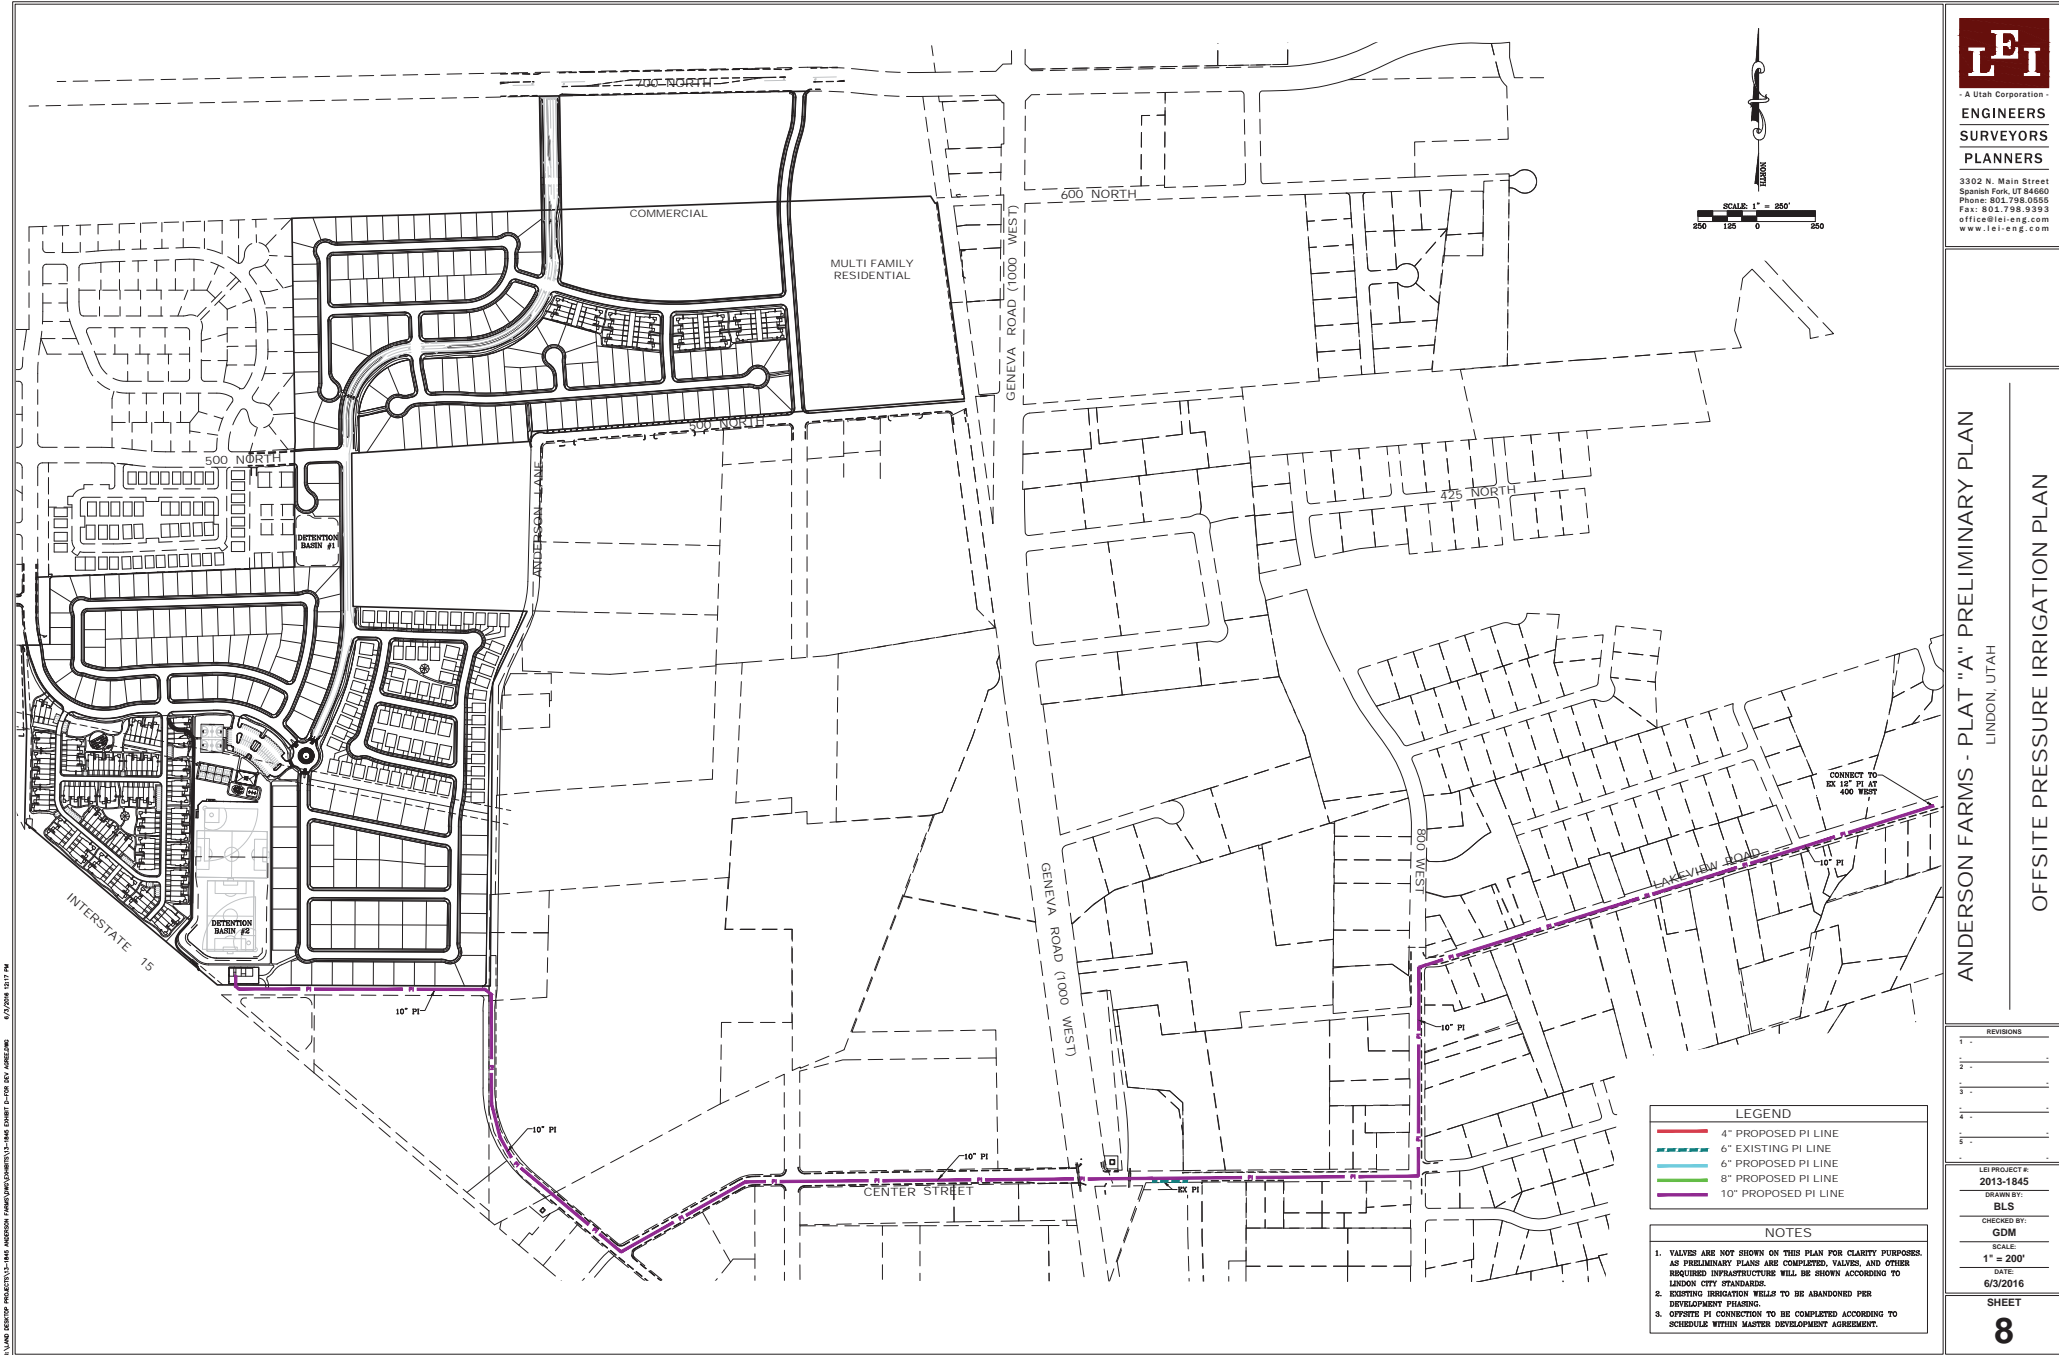 700 NORTH
COMMERCIAL
MULTI FAMILY
RESIDENTIAL
600 NORTH
GENEVA ROAD (1000 WEST)
NORTH
SCALE: 1" = 250'
250 125 0 250
500 NORTH
500 NORTH
ANDERSON LANE
425 NORTH
DETENTION
BASIN #1
DETENTION
BASIN #2
INTERSTATE 15
GENEVA ROAD (1000 WEST)
800 WEST
LAKEVIEW ROAD
CONNECT TO
EX 12" PI AT
400 WEST
10" PI
10" PI
10" PI
10" PI
10" PI
CENTER STREET
EX PI
LEGEND
4" PROPOSED PI LINE
6" EXISTING PI LINE
6" PROPOSED PI LINE
8" PROPOSED PI LINE
10" PROPOSED PI LINE
NOTES
1. VALVES ARE NOT SHOWN ON THIS PLAN FOR CLARITY PURPOSES.
AS PRELIMINARY PLANS ARE COMPLETED, VALVES, AND OTHER
REQUIRED INFRASTRUCTURE WILL BE SHOWN ACCORDING TO
LINDON CITY STANDARDS.
2. EXISTING IRRIGATION WELLS TO BE ABANDONED PER
DEVELOPMENT PHASING.
3. OFFSITE PI CONNECTION TO BE COMPLETED ACCORDING TO
SCHEDULE WITHIN MASTER DEVELOPMENT AGREEMENT.
LEI
- A Utah Corporation -
ENGINEERS
SURVEYORS
PLANNERS
3302 N. Main Street
Spanish Fork, UT 84660
Phone: 801.798.0555
Fax: 801.798.9393
office@lei-eng.com
www.lei-eng.com
ANDERSON FARMS - PLAT "A" PRELIMINARY PLAN
LINDON, UTAH
OFFSITE PRESSURE IRRIGATION PLAN
REVISIONS
1 -
2 -
3 -
4 -
5 -
LEI PROJECT #:
2013-1845
DRAWN BY:
BLS
CHECKED BY:
GDM
SCALE:
1" = 200'
DATE:
6/3/2016
SHEET
8